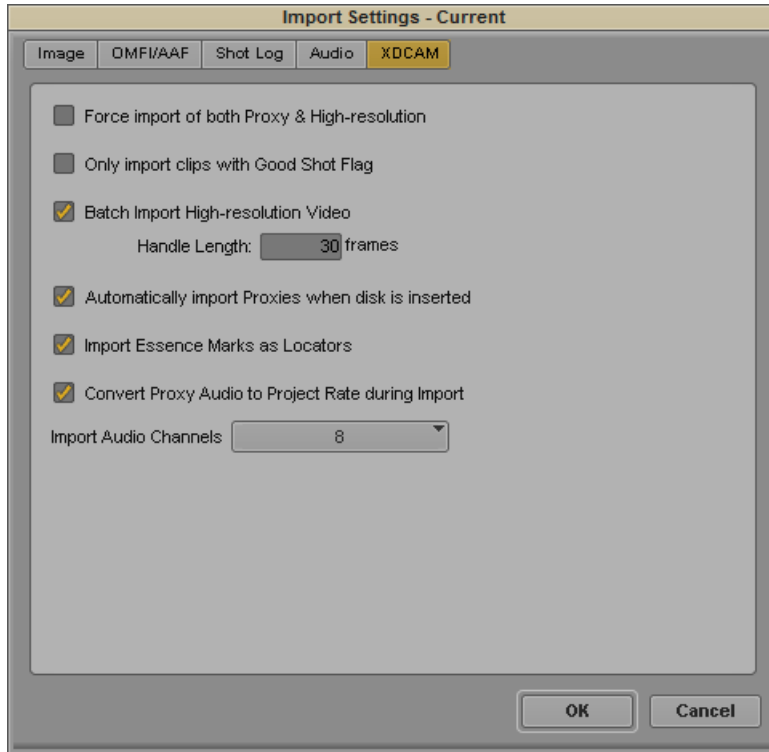 Import Settings - Current
Image OMFI/AAF Shot Log Audio XDCAM
Force import of both Proxy & High-resolution
Only import clips with Good Shot Flag
Batch Import High-resolution Video
Handle Length: 30 frames
Automatically import Proxies when disk is inserted
Import Essence Marks as Locators
Convert Proxy Audio to Project Rate during Import
Import Audio Channels 8
OK Cancel